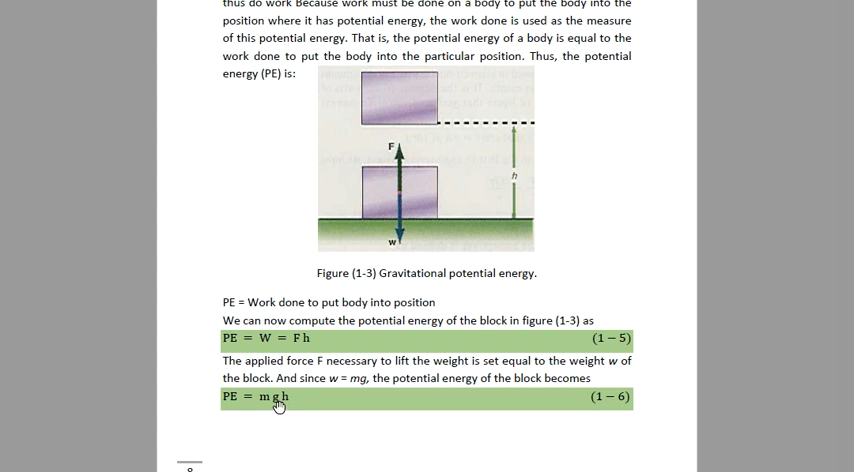 thus do work Because work must be done on a body to put the body into the
position where it has potential energy, the work done is used as the measure
of this potential energy. That is, the potential energy of a body is equal to the
work done to put the body into the particular position. Thus, the potential
energy (PE) is:
F
h
w
Figure (1-3) Gravitational potential energy.
PE = Work done to put body into position
We can now compute the potential energy of the block in figure (1-3) as
PE = W = Fh (1 − 5)
The applied force F necessary to lift the weight is set equal to the weight w of
the block. And since w = mg, the potential energy of the block becomes
PE = mgh (1 − 6)